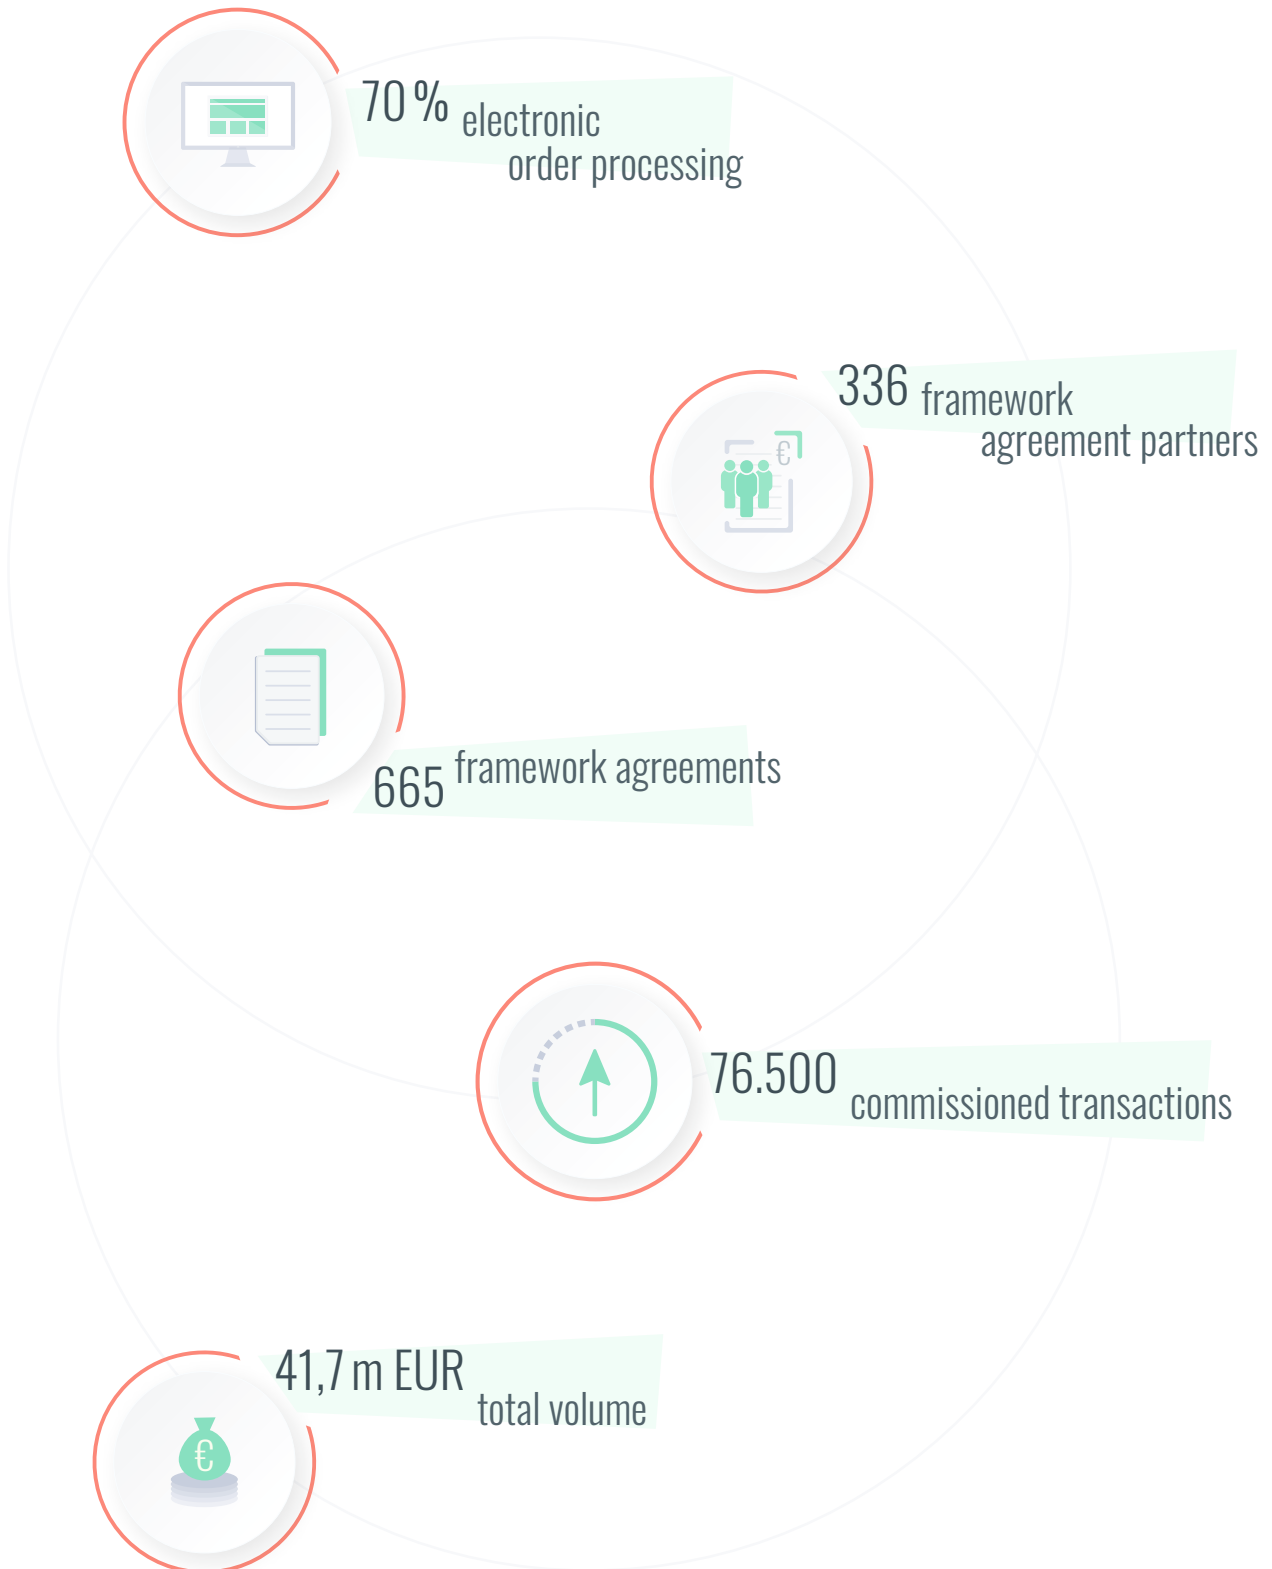 70 % electronic
order processing
336 framework
agreement partners
€
665 framework agreements
76.500 commissioned transactions
41,7 m EUR
total volume
€